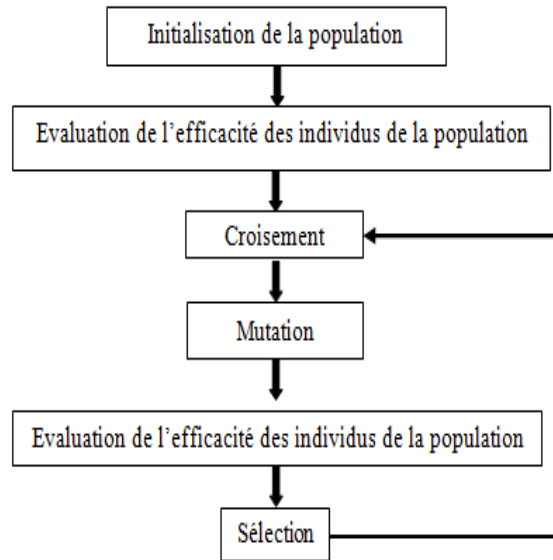 Initialisation de la population
Evaluation de l’efficacité des individus de la population
Croisement
Mutation
Evaluation de l’efficacité des individus de la population
Sélection